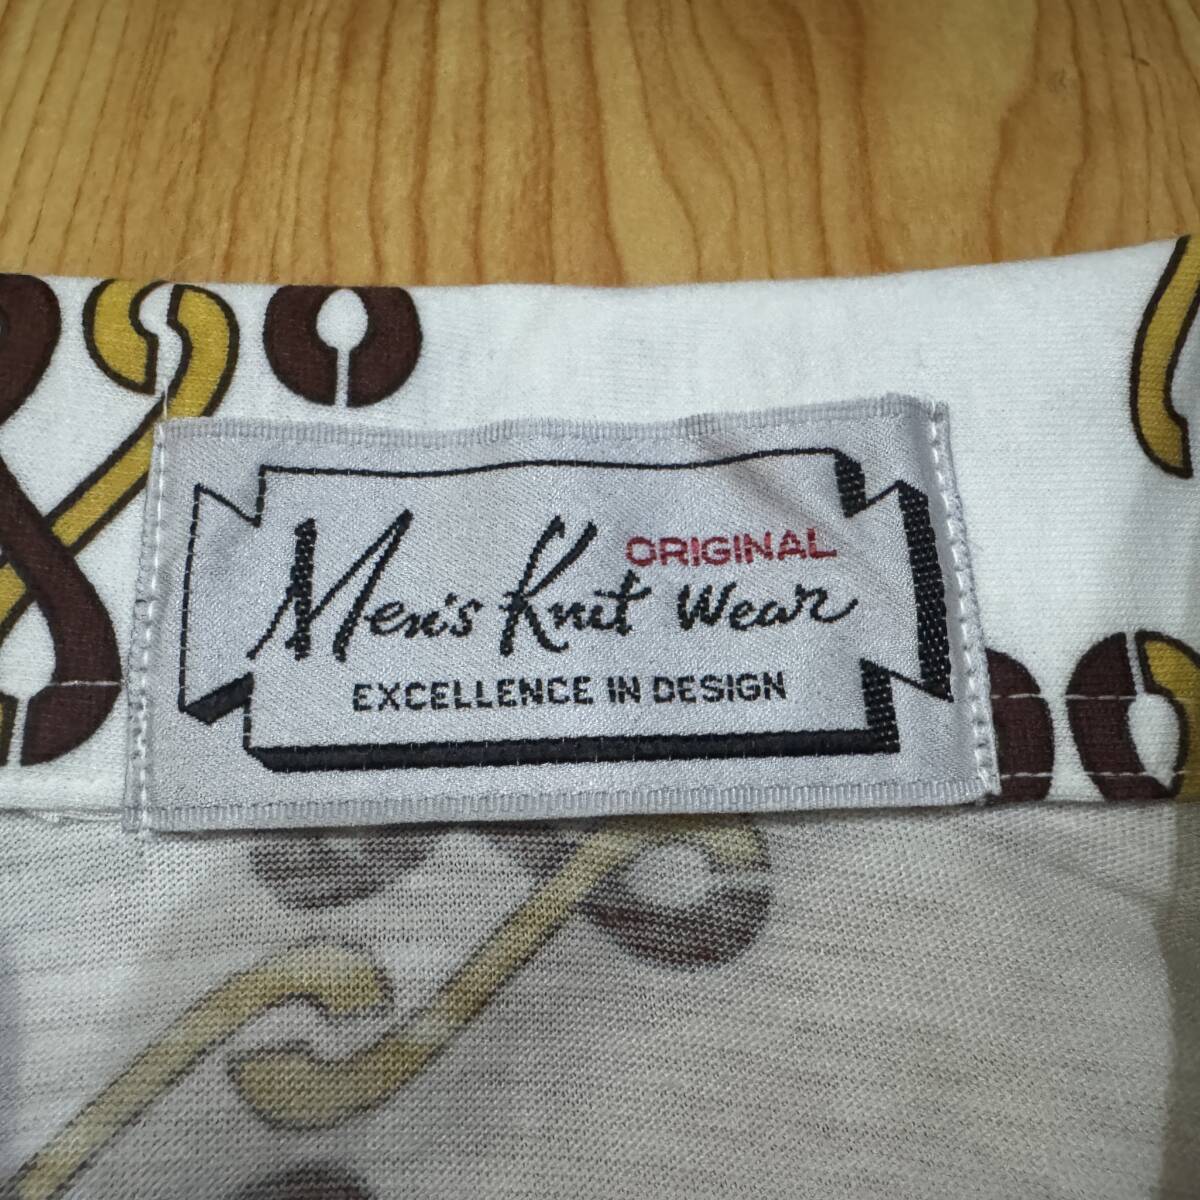 ORIGINAL
Men's Knit Wear
EXCELLENCE IN DESIGN